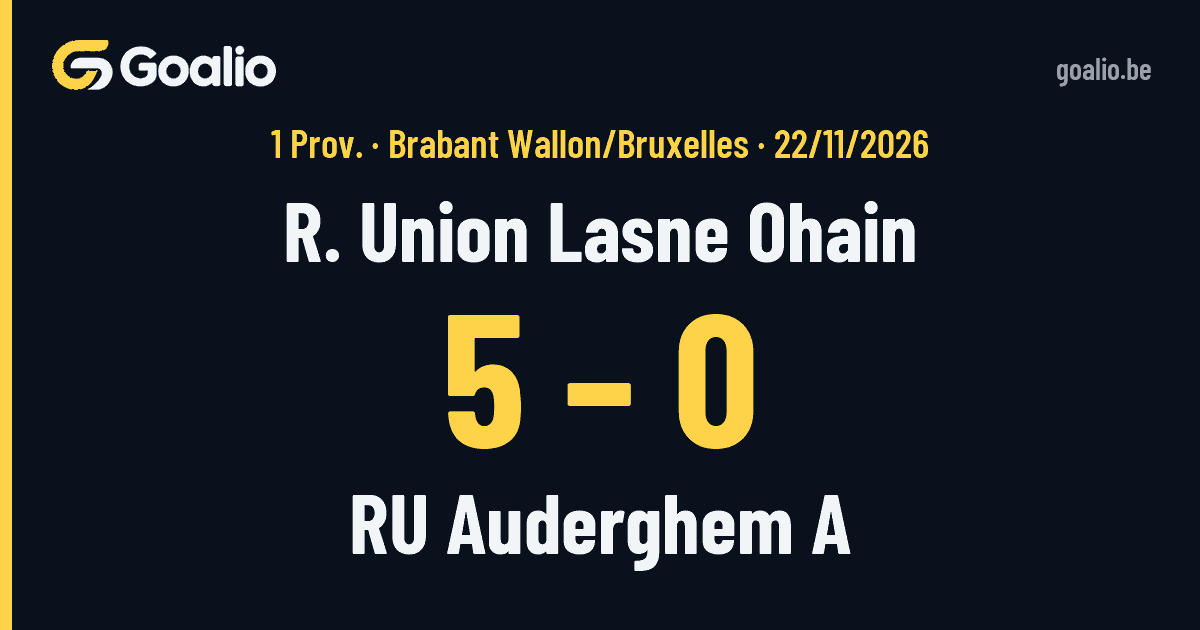 Goalio
goalio.be
1 Prov. · Brabant Wallon/Bruxelles · 22/11/2026
R. Union Lasne Ohain
5 – 0
RU Auderghem A